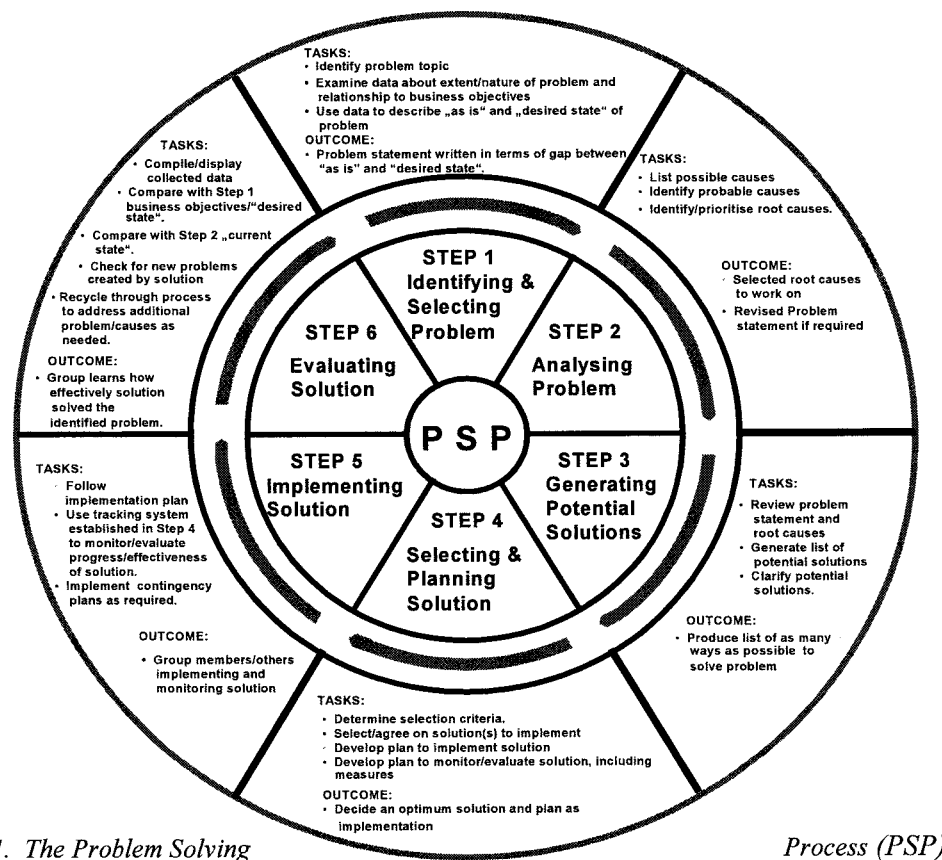 TASKS:
• Identify problem topic
• Examine data about extent/nature of problem and
relationship to business objectives
• Use data to describe „as is“ and „desired state“ of
problem
OUTCOME:
• Problem statement written in terms of gap between
“as is” and “desired state“.
TASKS:
• List possible causes
• Identify probable causes
• Identify/prioritise root causes.
OUTCOME:
• Selected root causes
to work on
• Revised Problem
statement if required
TASKS:
• Review problem
statement and
root causes
• Generate list of
potential solutions
• Clarify potential
solutions.
OUTCOME:
• Produce list of as many
ways as possible to
solve problem
TASKS:
• Determine selection criteria.
• Select/agree on solution(s) to implement
• Develop plan to implement solution
• Develop plan to monitor/evaluate solution, including
measures
OUTCOME:
• Decide an optimum solution and plan as
implementation
TASKS:
• Follow
implementation plan
• Use tracking system
established in Step 4
to monitor/evaluate
progress/effectiveness
of solution.
• Implement contingency
plans as required.
OUTCOME:
• Group members/others
implementing and
monitoring solution
TASKS:
• Compile/display
collected data
• Compare with Step 1
business objectives/“desired
state“.
• Compare with Step 2 „current
state“.
• Check for new problems
created by solution
• Recycle through process
to address additional
problem/causes as
needed.
OUTCOME:
• Group learns how
effectively solution
solved the
identified problem.
STEP 1
Identifying &
Selecting
Problem
STEP 2
Analysing
Problem
STEP 3
Generating
Potential
Solutions
STEP 4
Selecting &
Planning
Solution
STEP 5
Implementing
Solution
STEP 6
Evaluating
Solution
PSP
. The Problem Solving Process (PSP)